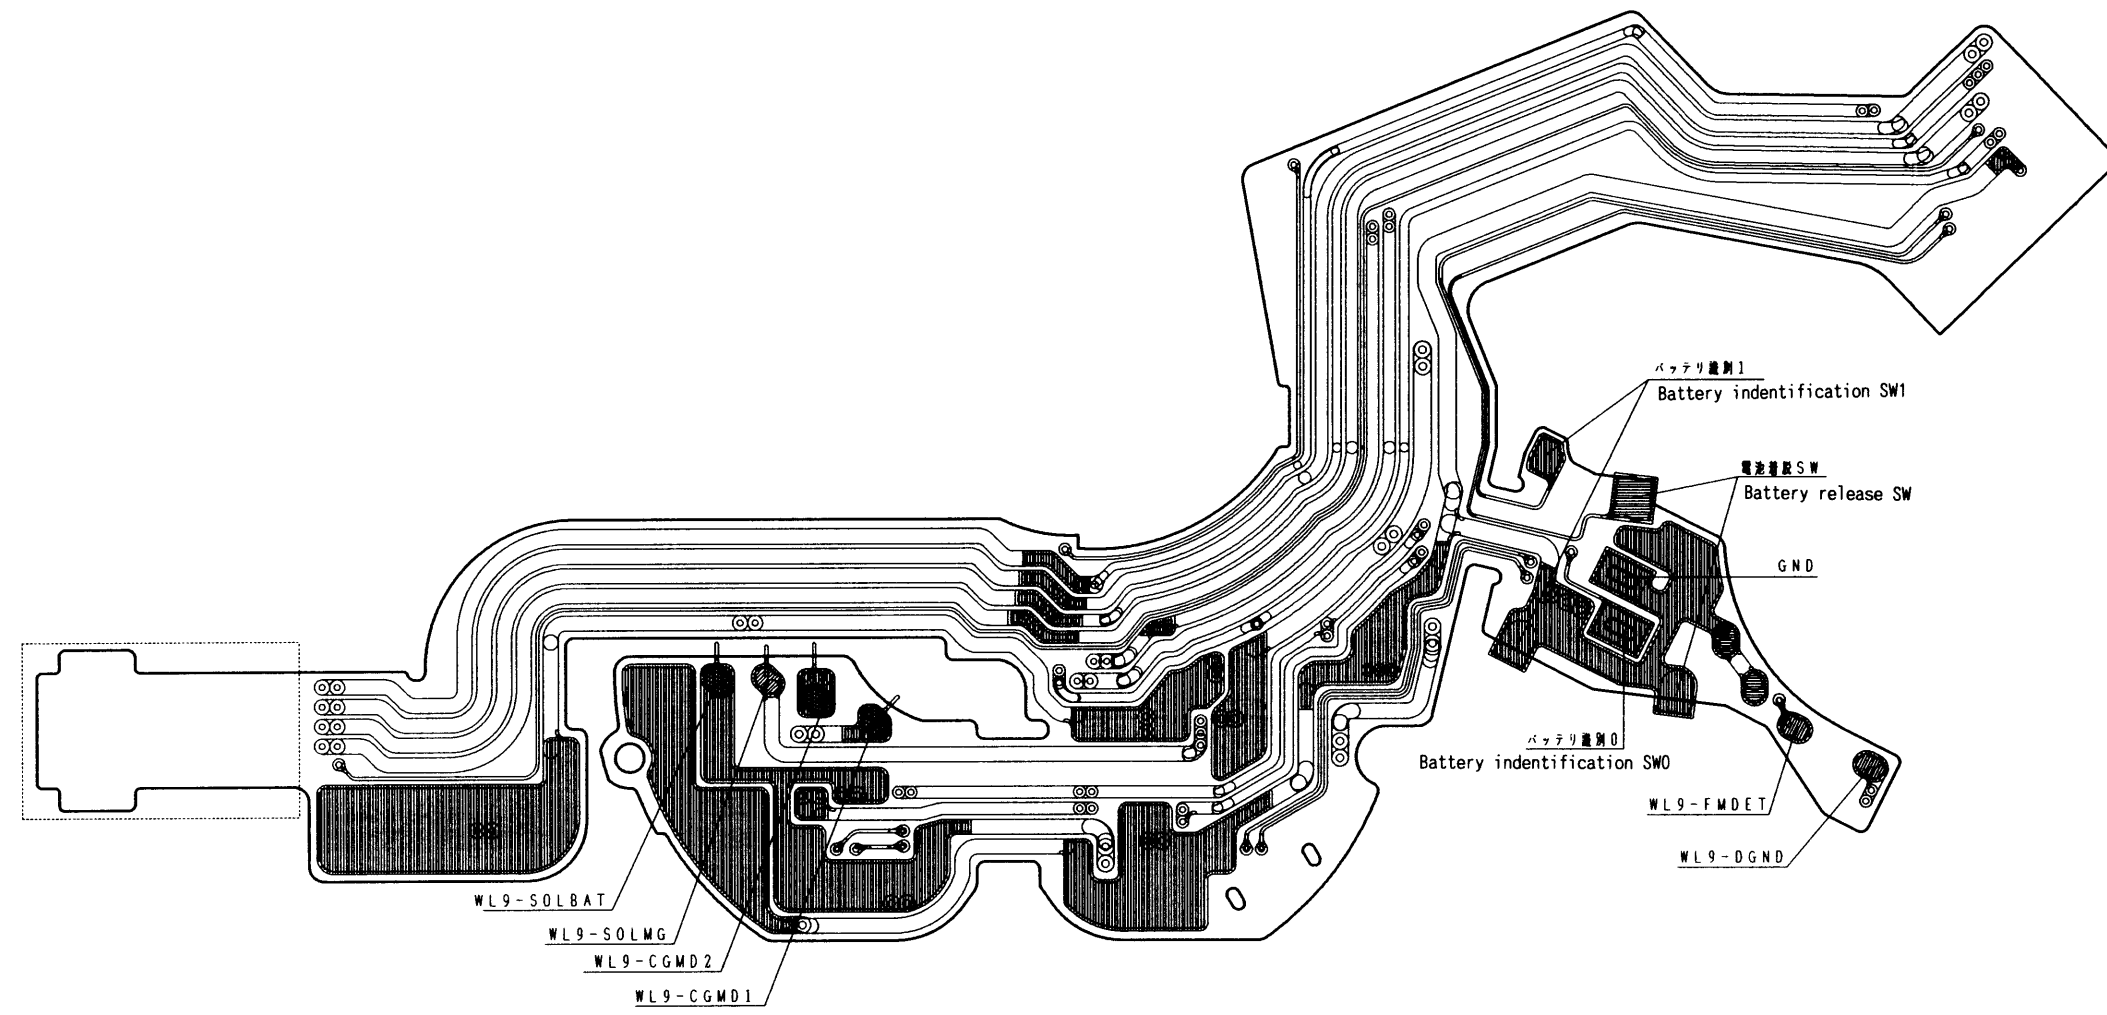 バッテリ識別1
Battery indentification SW1
電池着脱SW
Battery release SW
GND
バッテリ識別0
Battery indentification SW0
WL9-FMDET
WL9-DGND
WL9-SOLBAT
WL9-SOLMG
WL9-CGMD2
WL9-CGMD1